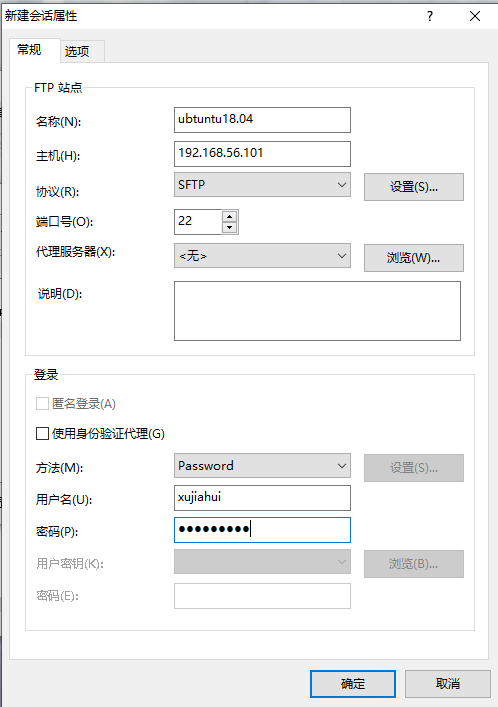 新建会话属性
常规 选项
FTP 站点
名称(N): ubtuntu18.04
主机(H): 192.168.56.101
协议(R): SFTP 设置(S)...
端口号(O): 22
代理服务器(X): <无> 浏览(W)...
说明(D):
登录
匿名登录(A)
使用身份验证代理(G)
方法(M): Password 设置(S)...
用户名(U): xujiahui
密码(P): ●●●●●●●●●
用户密钥(K): 浏览(B)...
密码(E):
确定 取消